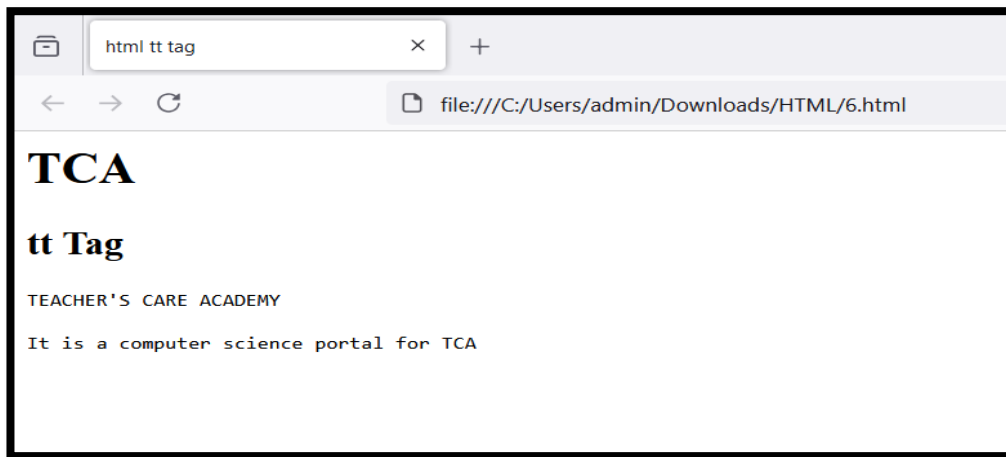 html tt tag
file:///C:/Users/admin/Downloads/HTML/6.html
TCA
tt Tag
TEACHER'S CARE ACADEMY
It is a computer science portal for TCA